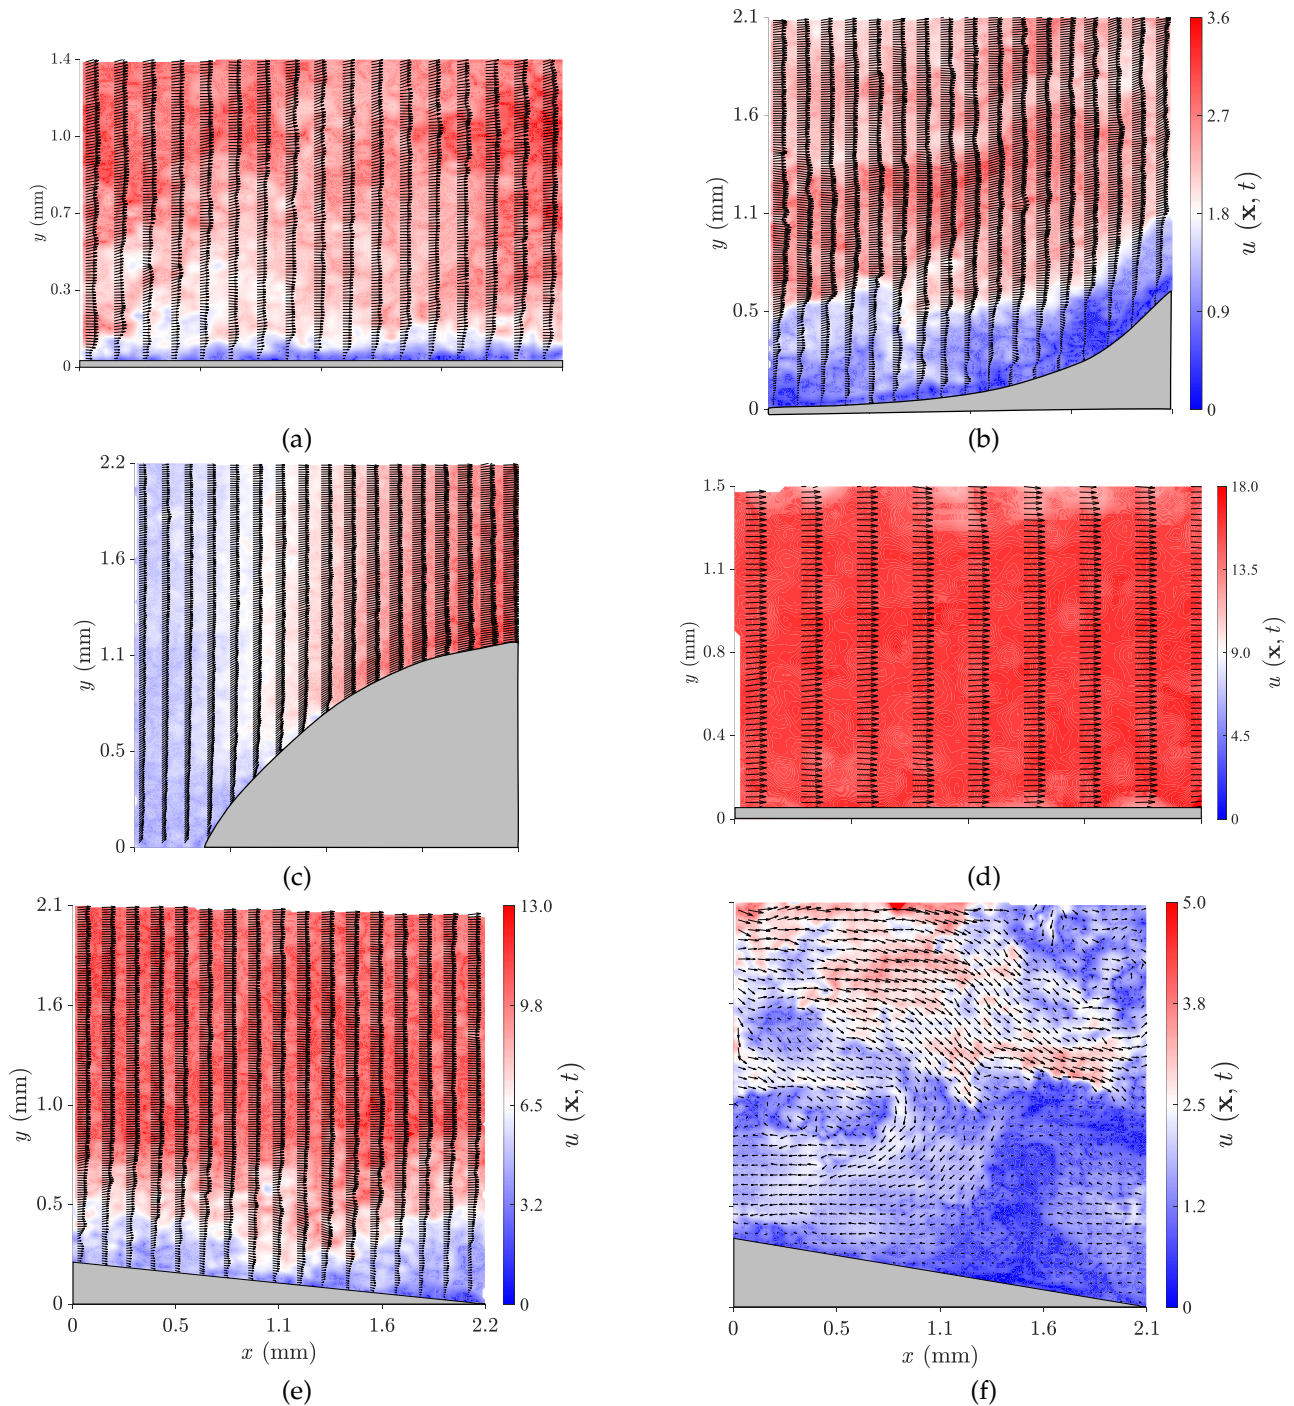 1.4
1.0
0.7
0.3
0
y (mm)
(a)
2.1
1.6
1.1
0.5
0
y (mm)
3.6
2.7
1.8
0.9
0
u (x, t)
(b)
2.2
1.6
1.1
0.5
0
y (mm)
(c)
1.5
1.1
0.8
0.4
0
y (mm)
18.0
13.5
9.0
4.5
0
u (x, t)
(d)
2.1
1.6
1.0
0.5
0
y (mm)
0 0.5 1.1 1.6 2.2
x (mm)
13.0
9.8
6.5
3.2
0
u (x, t)
(e)
0 0.5 1.1 1.6 2.1
x (mm)
5.0
3.8
2.5
1.2
0
u (x, t)
(f)